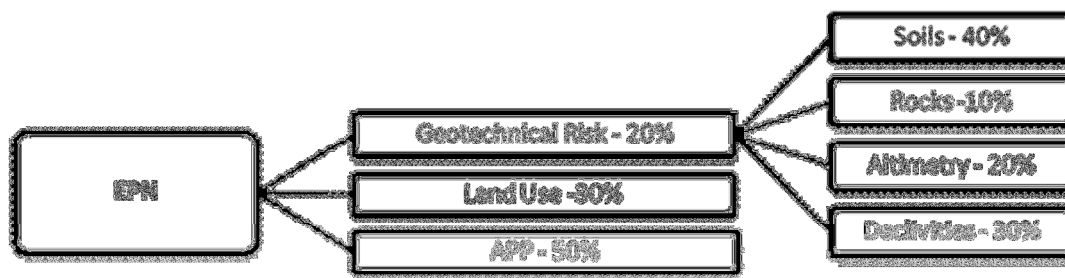 EPN
Geotechnical Risk - 20%
Land Use -30%
APP - 50%
Soils - 40%
Rocks -10%
Altimetry - 20%
Declivities - 30%